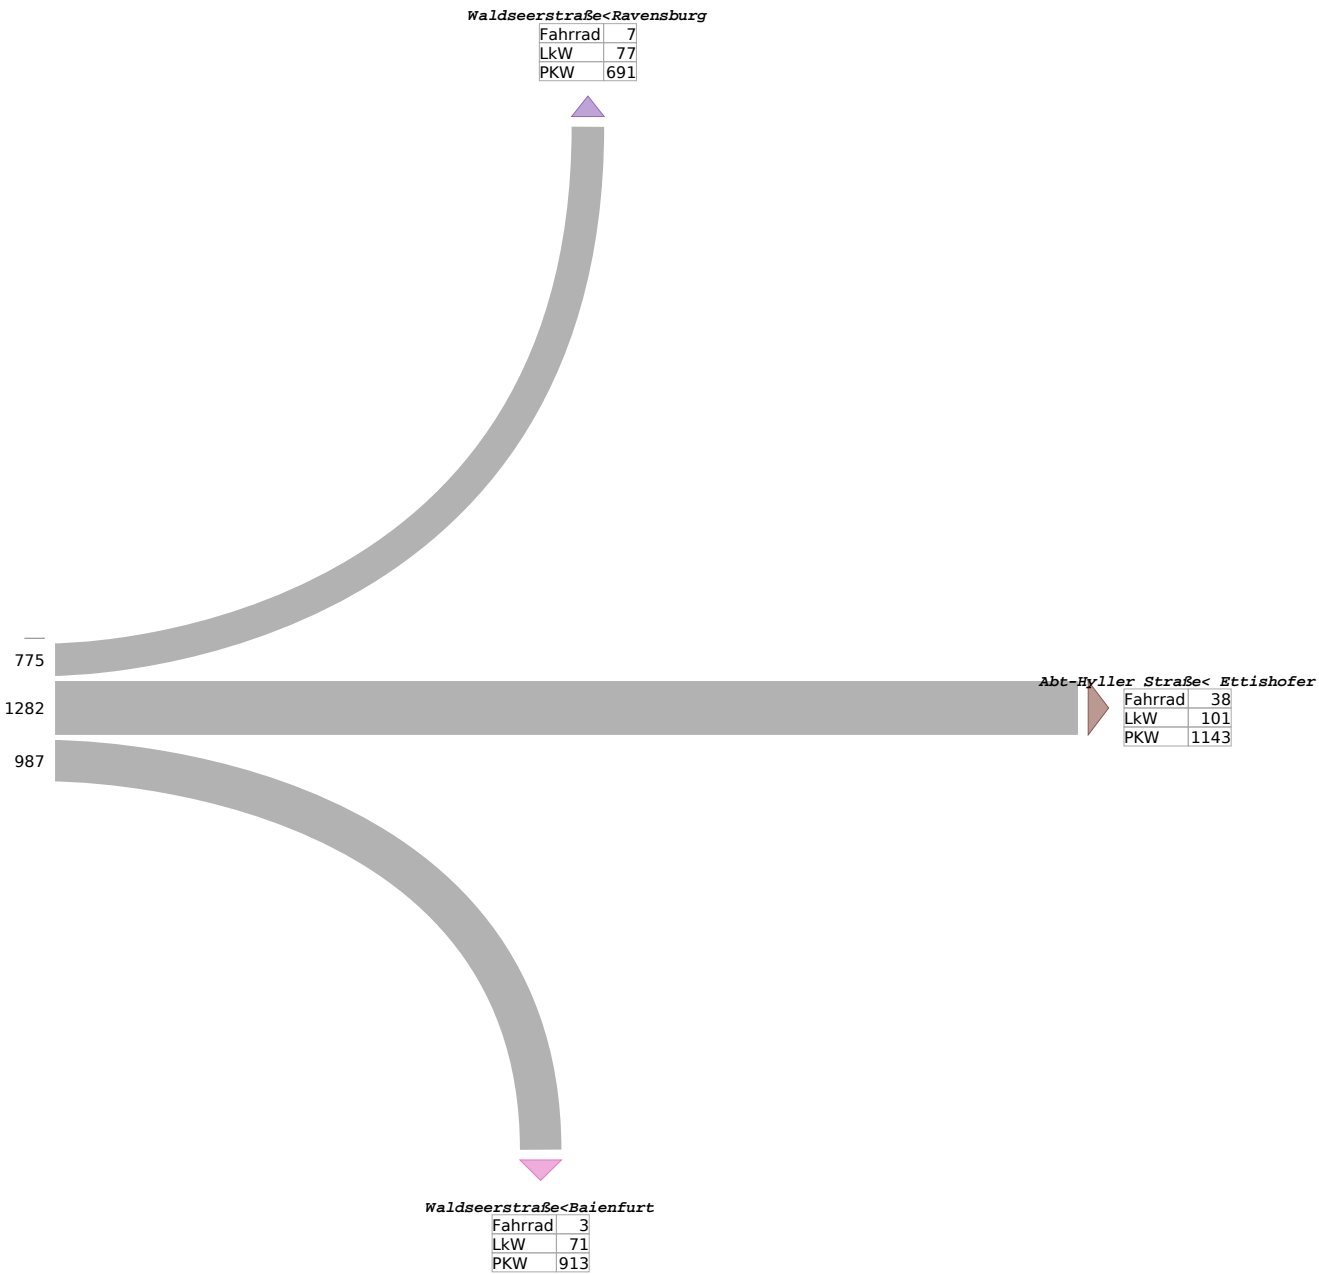 Waldseerstraße<Ravensburg
Fahrrad 7
LkW 77
PKW 691
775
1282
987
Abt-Hyller Straße< Ettishofer
Fahrrad 38
LkW 101
PKW 1143
Waldseerstraße<Baienfurt
Fahrrad 3
LkW 71
PKW 913